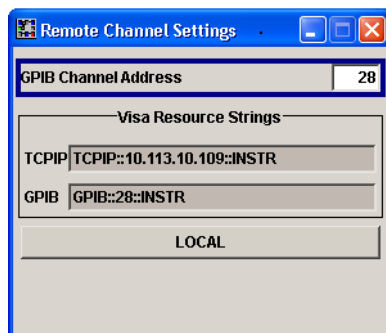 Remote Channel Settings
GPIB Channel Address 28
Visa Resource Strings
TCPIP TCPIP::10.113.10.109::INSTR
GPIB GPIB::28::INSTR
LOCAL